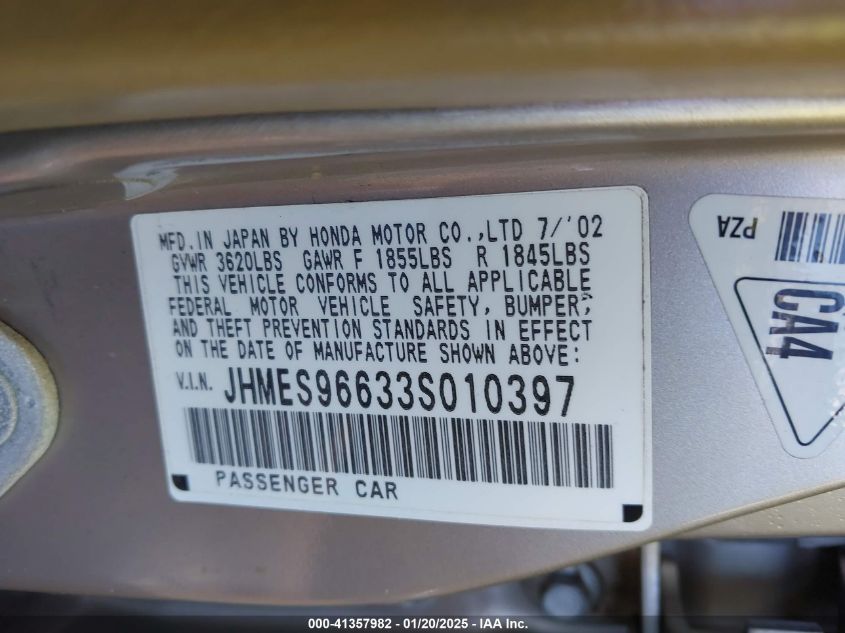 MFD.IN JAPAN BY HONDA MOTOR CO.,LTD 7/'02
GVWR 3620LBS GAWR F 1855LBS R 1845LBS
THIS VEHICLE CONFORMS TO ALL APPLICABLE
FEDERAL MOTOR VEHICLE SAFETY, BUMPER,
AND THEFT PREVENTION STANDARDS IN EFFECT
ON THE DATE OF MANUFACTURE SHOWN ABOVE:
V.I.N. JHMES96633S010397
PASSENGER CAR
PZA
CA4
000-41357982 - 01/20/2025 - IAA Inc.